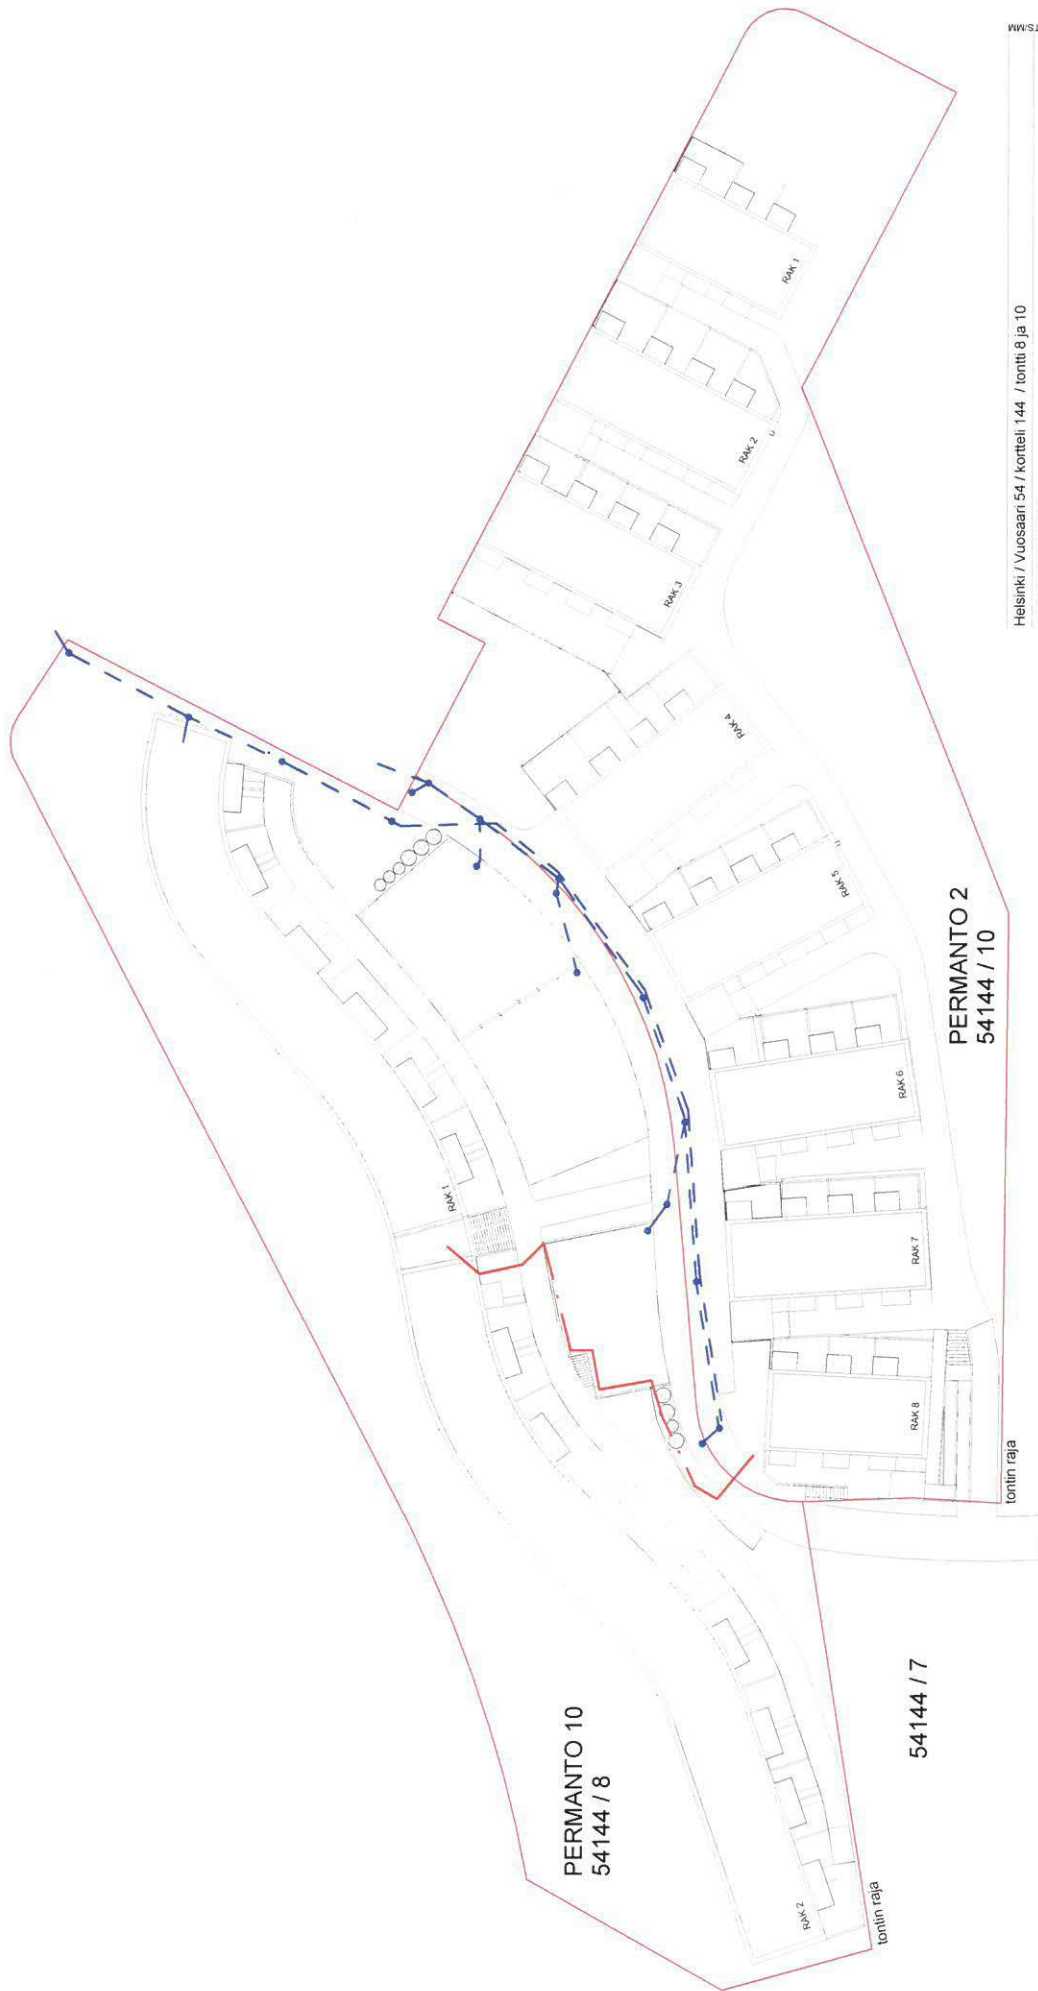 PERMANTO 10
54144 / 8
RAK 1
RAK 2
tontin raja
54144 / 7
PERMANTO 2
54144 / 10
RAK 1
RAK 2
RAK 3
RAK 4
RAK 5
RAK 6
RAK 7
RAK 8
tontin raja
Helsinki / Vuosaari 54 / kortteli 144 / tontti 8 ja 10